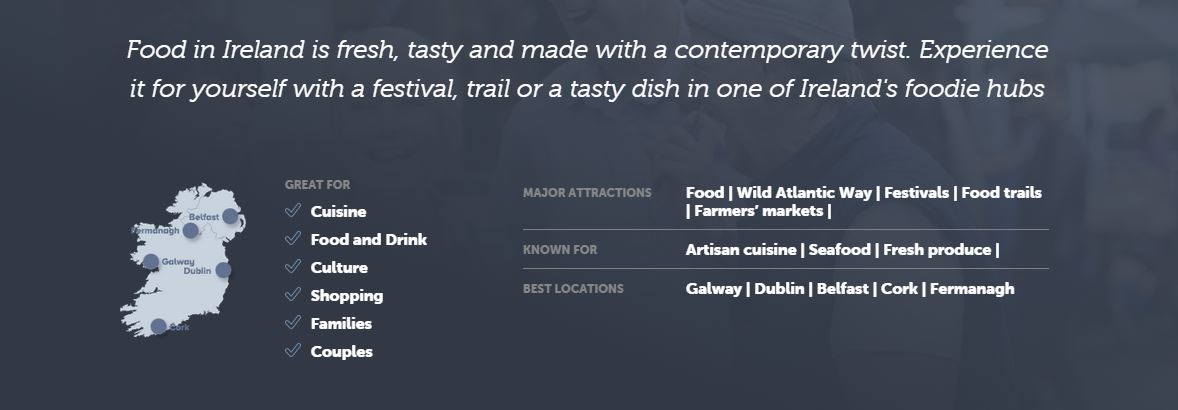 Food in Ireland is fresh, tasty and made with a contemporary twist. Experience
it for yourself with a festival, trail or a tasty dish in one of Ireland's foodie hubs
Belfast
Fermanagh
Galway
Dublin
Cork
GREAT FOR
Cuisine
Food and Drink
Culture
Shopping
Families
Couples
MAJOR ATTRACTIONS
Food | Wild Atlantic Way | Festivals | Food trails
| Farmers’ markets |
KNOWN FOR
Artisan cuisine | Seafood | Fresh produce |
BEST LOCATIONS
Galway | Dublin | Belfast | Cork | Fermanagh